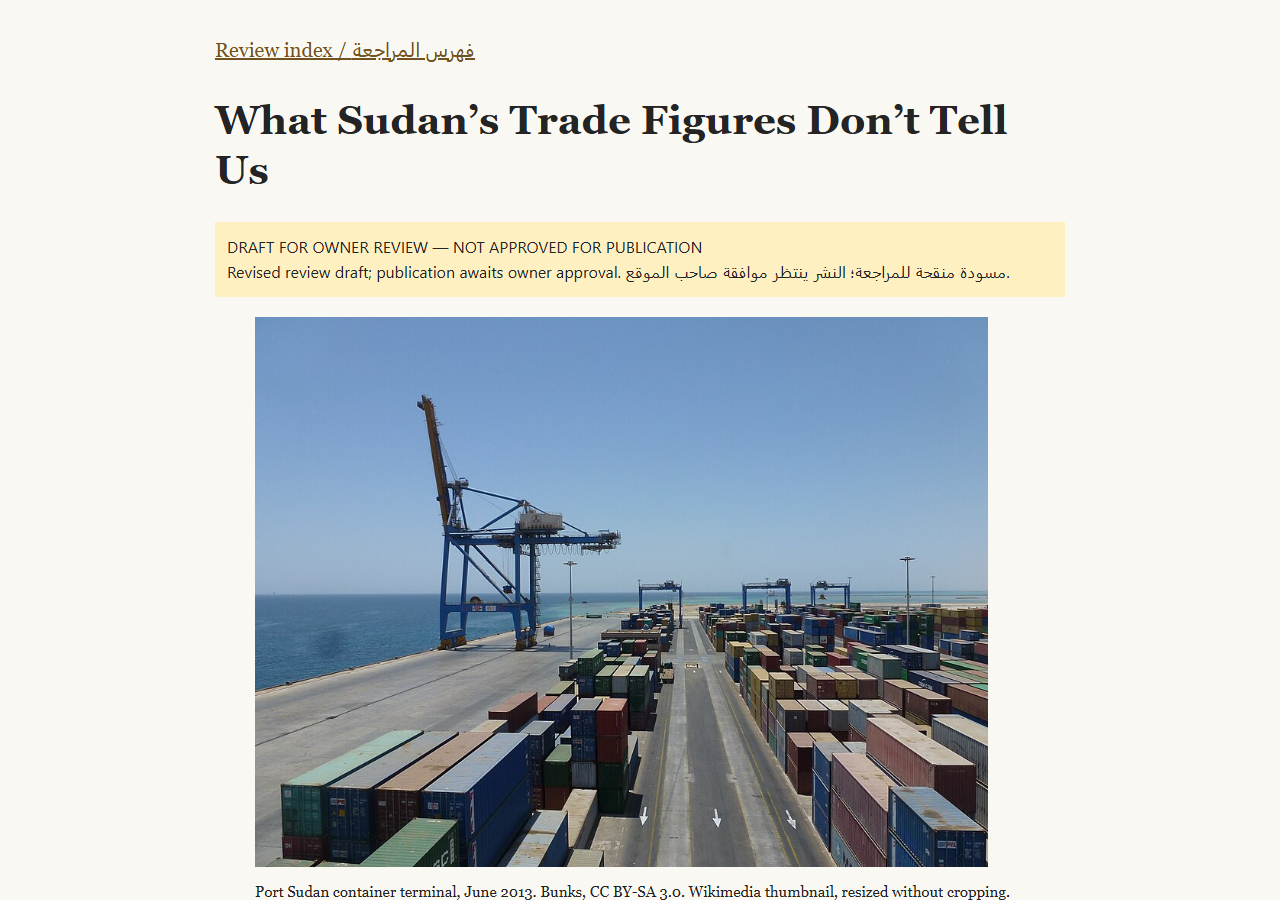 Review index / فهرس المراجعة
What Sudan’s Trade Figures Don’t Tell
Us
DRAFT FOR OWNER REVIEW — NOT APPROVED FOR PUBLICATION
Revised review draft; publication awaits owner approval. مسودة منقحة للمراجعة؛ النشر ينتظر موافقة صاحب الموقع.
Port Sudan container terminal, June 2013. Bunks, CC BY-SA 3.0. Wikimedia thumbnail, resized without cropping.